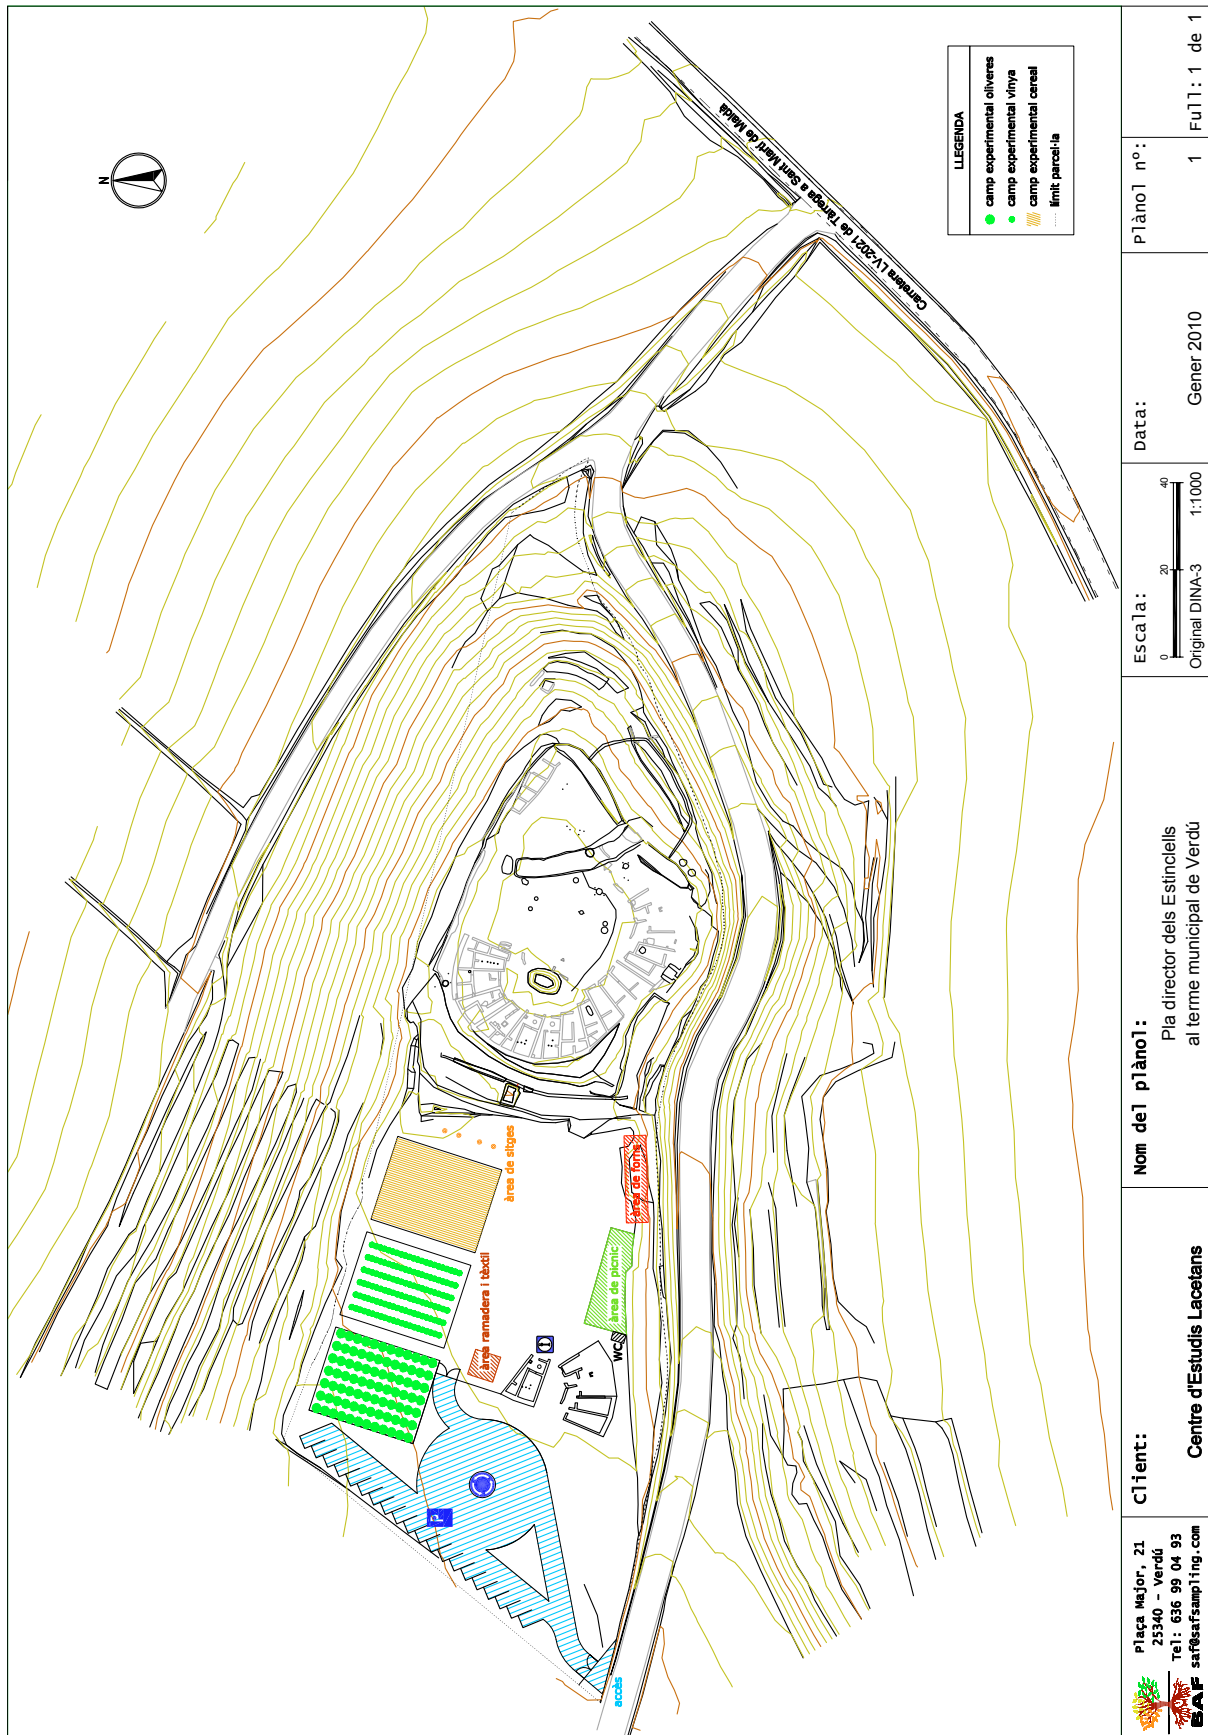 N
LLEGENDA
camp experimental oliveres
camp experimental vinya
camp experimental cereal
límit parcel·la
Carretera LV-2021 de Tàrrega a Sant Martí de Maldà
àrea de sitges
àrea de forns
àrea ramadera i tèxtil
àrea de picnic
WC
P
accés
Plaça Major, 21
25340 - Verdú
Tel: 636 99 04 93
saf@safsampling.com
SAF
Client:
Centre d'Estudis Lacetans
Nom del plànol:
Pla director dels Estinclells
al terme municipal de Verdú
Escala:
0 20 40
Original DINA-3 1:1000
Data:
Gener 2010
Plànol nº:
1
Full: 1 de 1